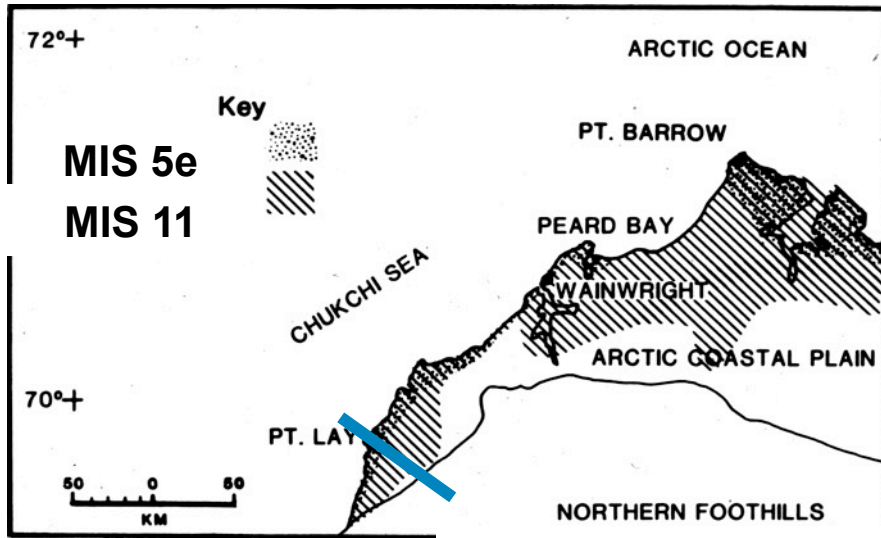 72°
ARCTIC OCEAN
Key
PT. BARROW
MIS 5e
MIS 11
PEARD BAY
CHUKCHI SEA
WAINWRIGHT
ARCTIC COASTAL PLAIN
70°
PT. LAY
50 0 50
KM
NORTHERN FOOTHILLS